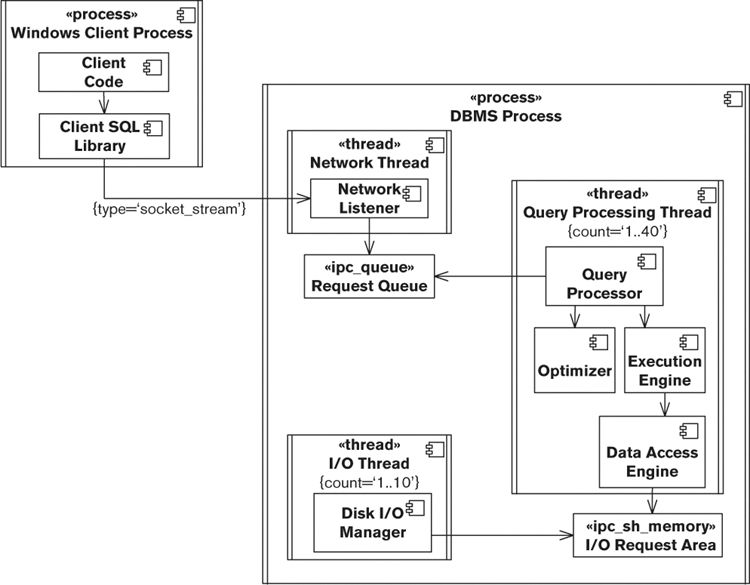 «process»
Windows Client Process
Client
Code
Client SQL
Library
{type=‘socket_stream’}
«process»
DBMS Process
«thread»
Network Thread
Network
Listener
«ipc_queue»
Request Queue
«thread»
Query Processing Thread
{count=‘1..40’}
Query
Processor
Optimizer
Execution
Engine
Data Access
Engine
«thread»
I/O Thread
{count=‘1..10’}
Disk I/O
Manager
«ipc_sh_memory»
I/O Request Area